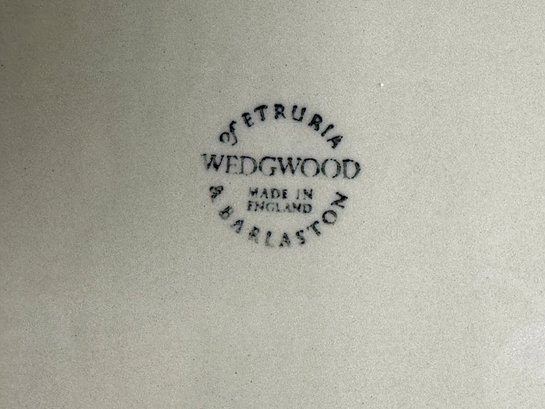 of ETRURIA
WEDGWOOD
MADE IN
ENGLAND
& BARLASTON